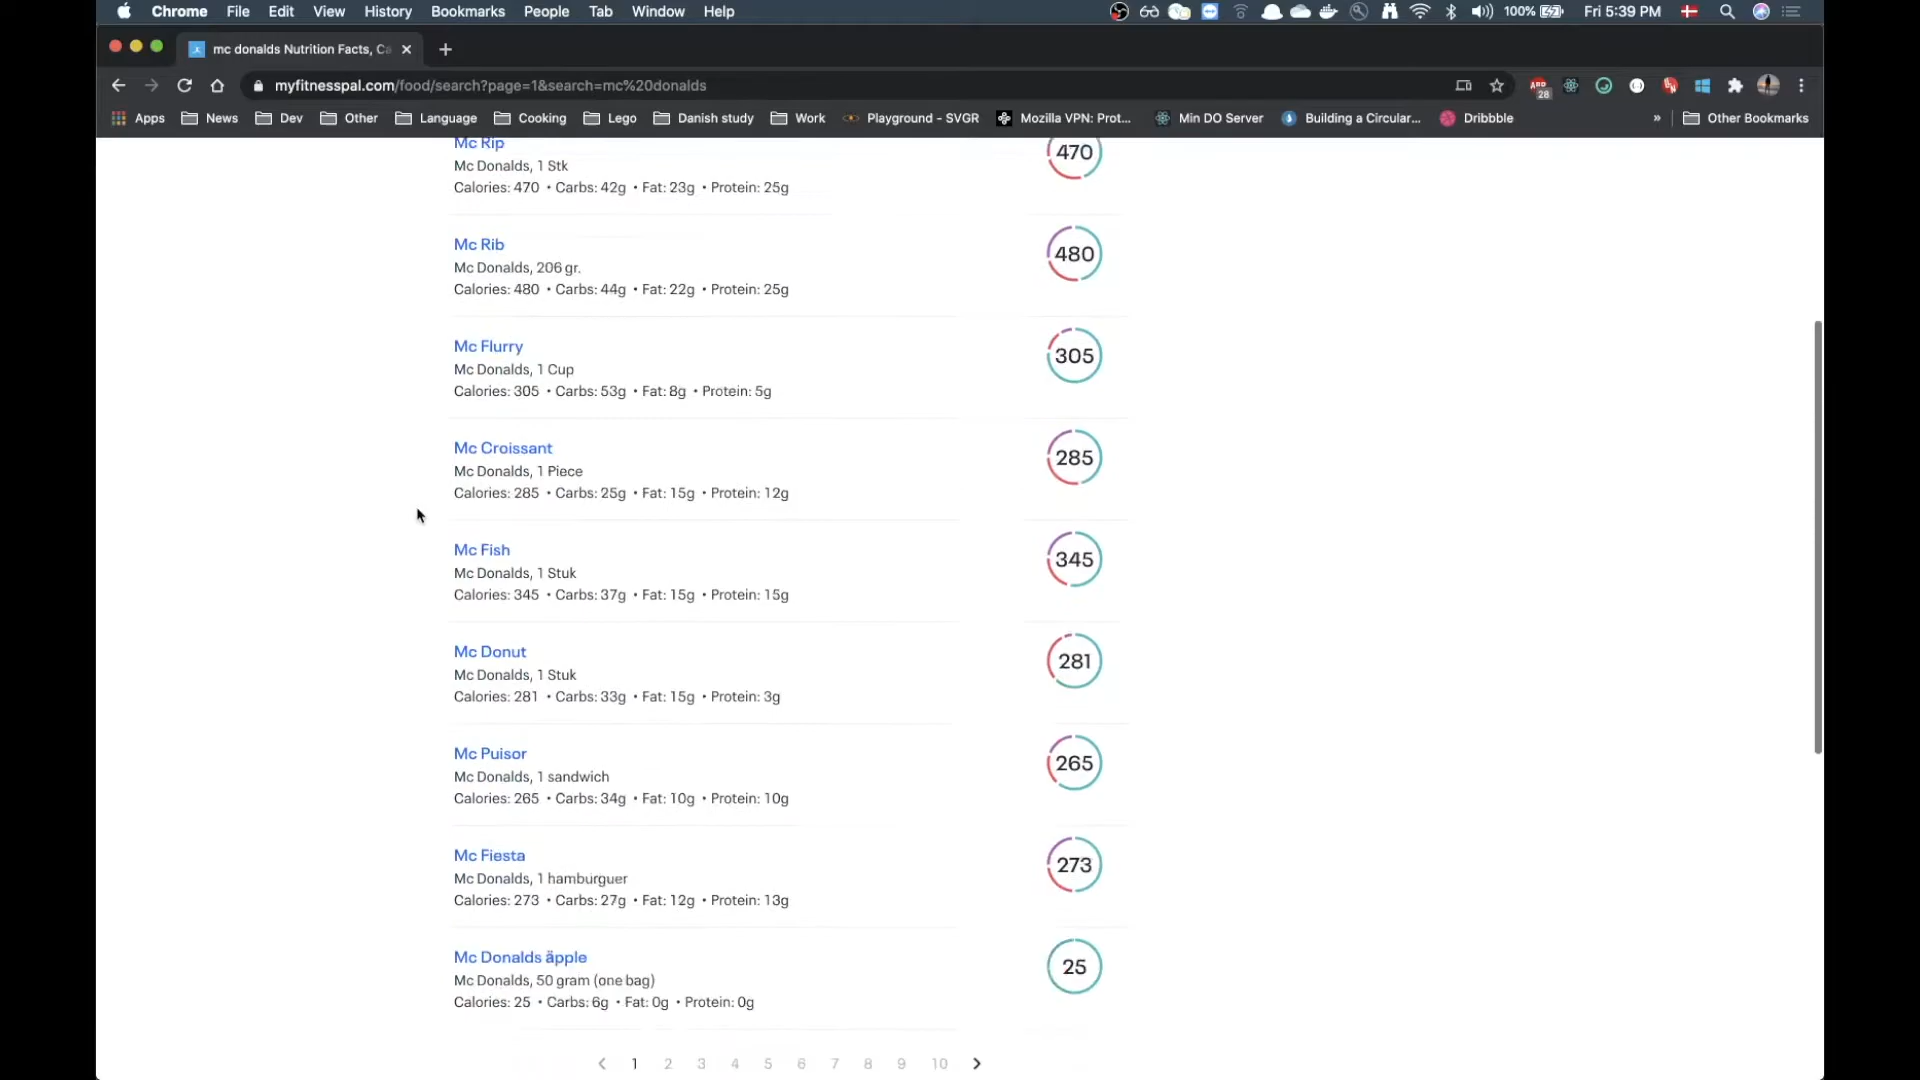 Chrome File Edit View History Bookmarks People Tab Window Help 100% Fri 5:39 PM
mc donalds Nutrition Facts, Ca
myfitnesspal.com/food/search?page=1&search=mc%20donalds
28
Apps News Dev Other Language Cooking Lego Danish study Work Playground - SVGR Mozilla VPN: Prot... Min DO Server Building a Circular... Dribbble » Other Bookmarks
Mc Rip
470
Mc Donalds, 1 Stk
Calories: 470 • Carbs: 42g • Fat: 23g • Protein: 25g
Mc Rib
480
Mc Donalds, 206 gr.
Calories: 480 • Carbs: 44g • Fat: 22g • Protein: 25g
Mc Flurry
305
Mc Donalds, 1 Cup
Calories: 305 • Carbs: 53g • Fat: 8g • Protein: 5g
Mc Croissant
285
Mc Donalds, 1 Piece
Calories: 285 • Carbs: 25g • Fat: 15g • Protein: 12g
Mc Fish
345
Mc Donalds, 1 Stuk
Calories: 345 • Carbs: 37g • Fat: 15g • Protein: 15g
Mc Donut
281
Mc Donalds, 1 Stuk
Calories: 281 • Carbs: 33g • Fat: 15g • Protein: 3g
Mc Puisor
265
Mc Donalds, 1 sandwich
Calories: 265 • Carbs: 34g • Fat: 10g • Protein: 10g
Mc Fiesta
273
Mc Donalds, 1 hamburguer
Calories: 273 • Carbs: 27g • Fat: 12g • Protein: 13g
Mc Donalds äpple
25
Mc Donalds, 50 gram (one bag)
Calories: 25 • Carbs: 6g • Fat: 0g • Protein: 0g
1 2 3 4 5 6 7 8 9 10